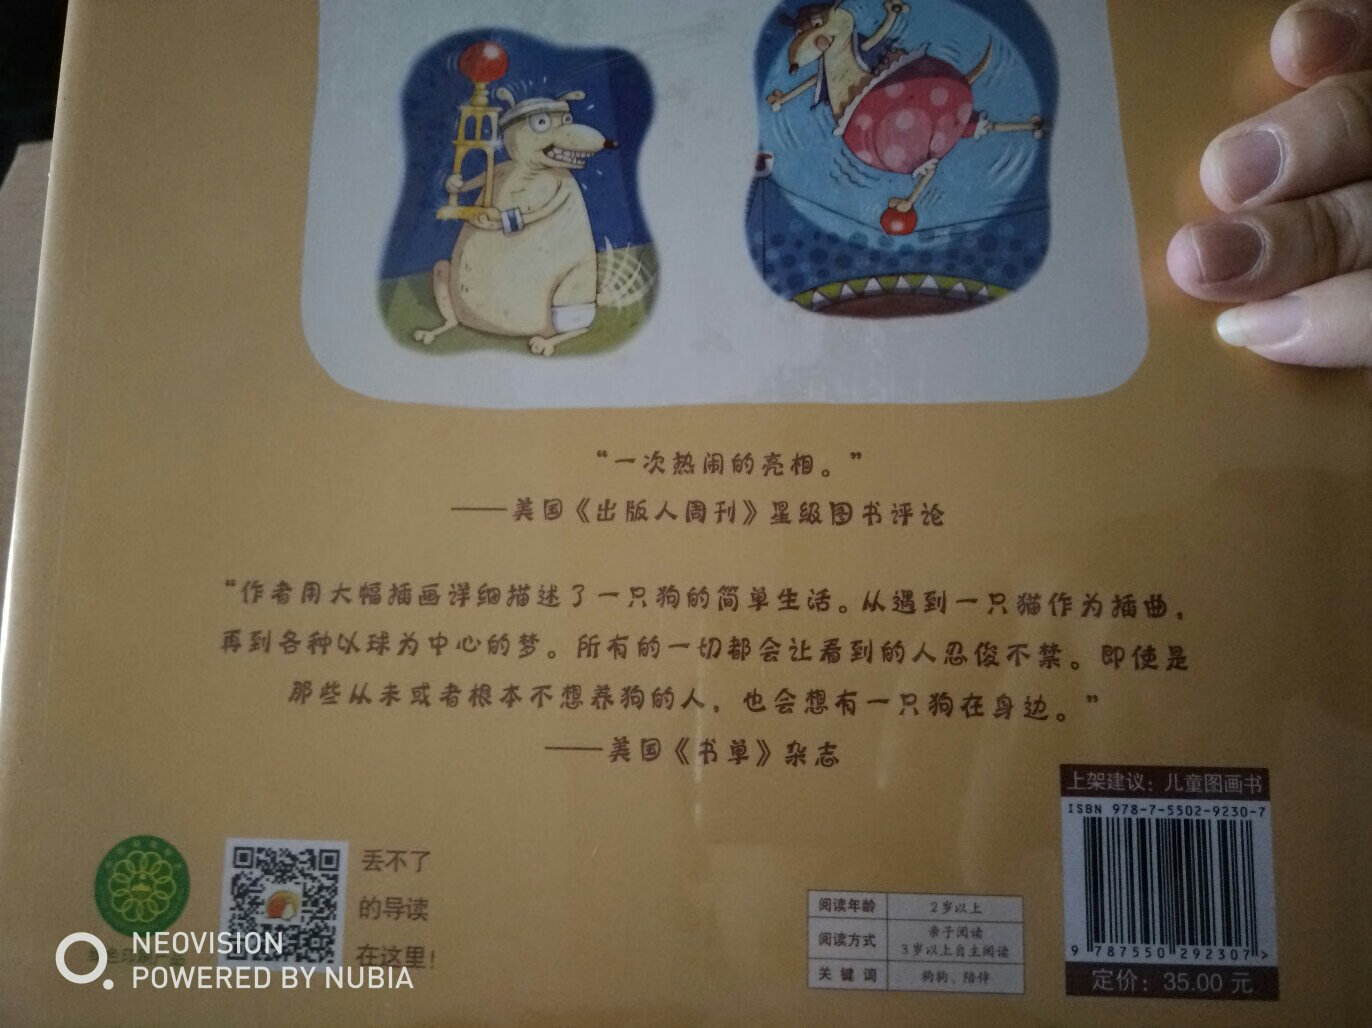 “一次热闹的亮相。”
——美国《出版人周刊》星级图书评论
“作者用大幅插画详细描述了一只狗的简单生活。从遇到一只猫作为插曲，
再到各种以球为中心的梦。所有的一切都会让看到的人忍俊不禁。即使是
那些从未或者根本不想养狗的人，也会想有一只狗在身边。”
——美国《书单》杂志
上架建议：儿童图画书
ISBN 978-7-5502-9230-7
9 787550 292307>
定价：35.00 元
丢不了
的导读
在这里!
阅读年龄 2岁以上
阅读方式 亲子阅读
3岁以上自主阅读
关键词 狗狗、陪伴
NEOVISION
POWERED BY NUBIA